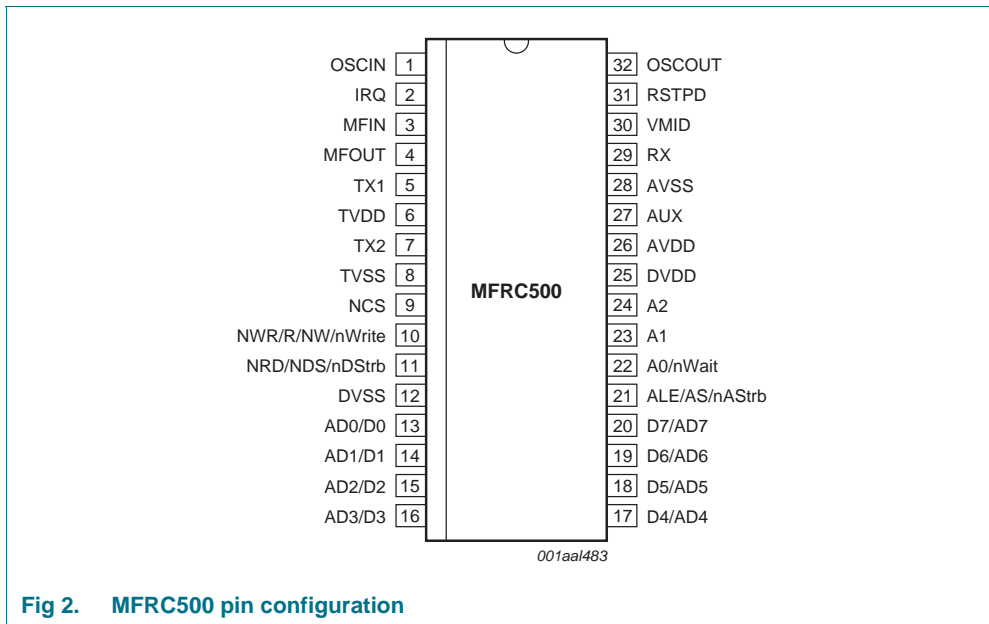 OSCIN 1
IRQ 2
MFIN 3
MFOUT 4
TX1 5
TVDD 6
TX2 7
TVSS 8
NCS 9
NWR/R/NW/nWrite 10
NRD/NDS/nDStrb 11
DVSS 12
AD0/D0 13
AD1/D1 14
AD2/D2 15
AD3/D3 16
MFRC500
32 OSCOUT
31 RSTPD
30 VMID
29 RX
28 AVSS
27 AUX
26 AVDD
25 DVDD
24 A2
23 A1
22 A0/nWait
21 ALE/AS/nAStrb
20 D7/AD7
19 D6/AD6
18 D5/AD5
17 D4/AD4
001aal483
Fig 2. MFRC500 pin configuration